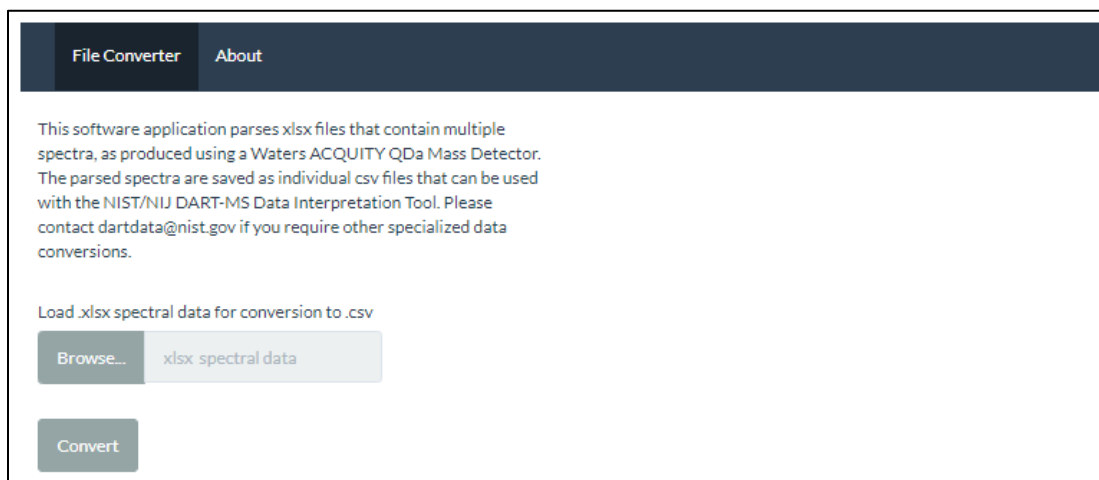 File Converter About
This software application parses xlsx files that contain multiple
spectra, as produced using a Waters ACQUITY QDa Mass Detector.
The parsed spectra are saved as individual csv files that can be used
with the NIST/NIJ DART-MS Data Interpretation Tool. Please
contact dartdata@nist.gov if you require other specialized data
conversions.
Load .xlsx spectral data for conversion to .csv
Browse... xlsx spectral data
Convert